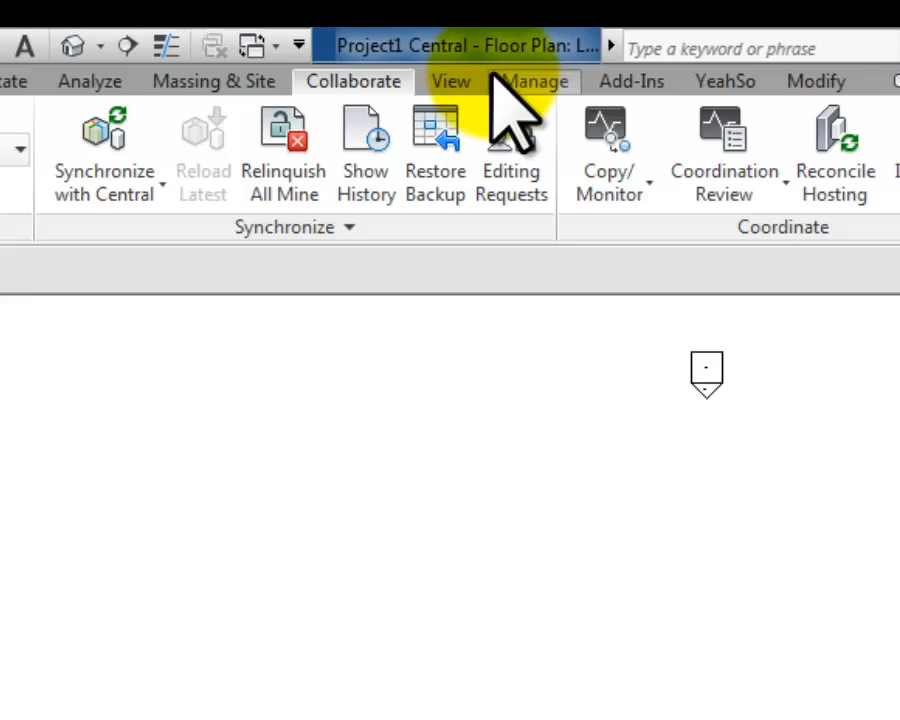 A
Project1 Central - Floor Plan: L...
Type a keyword or phrase
Analyze
Massing & Site
Collaborate
View
Manage
Add-Ins
YeahSo
Modify
Synchronize
with Central
Reload
Latest
Relinquish
All Mine
Show
History
Restore
Backup
Editing
Requests
Copy/
Monitor
Coordination
Review
Reconcile
Hosting
Synchronize
Coordinate